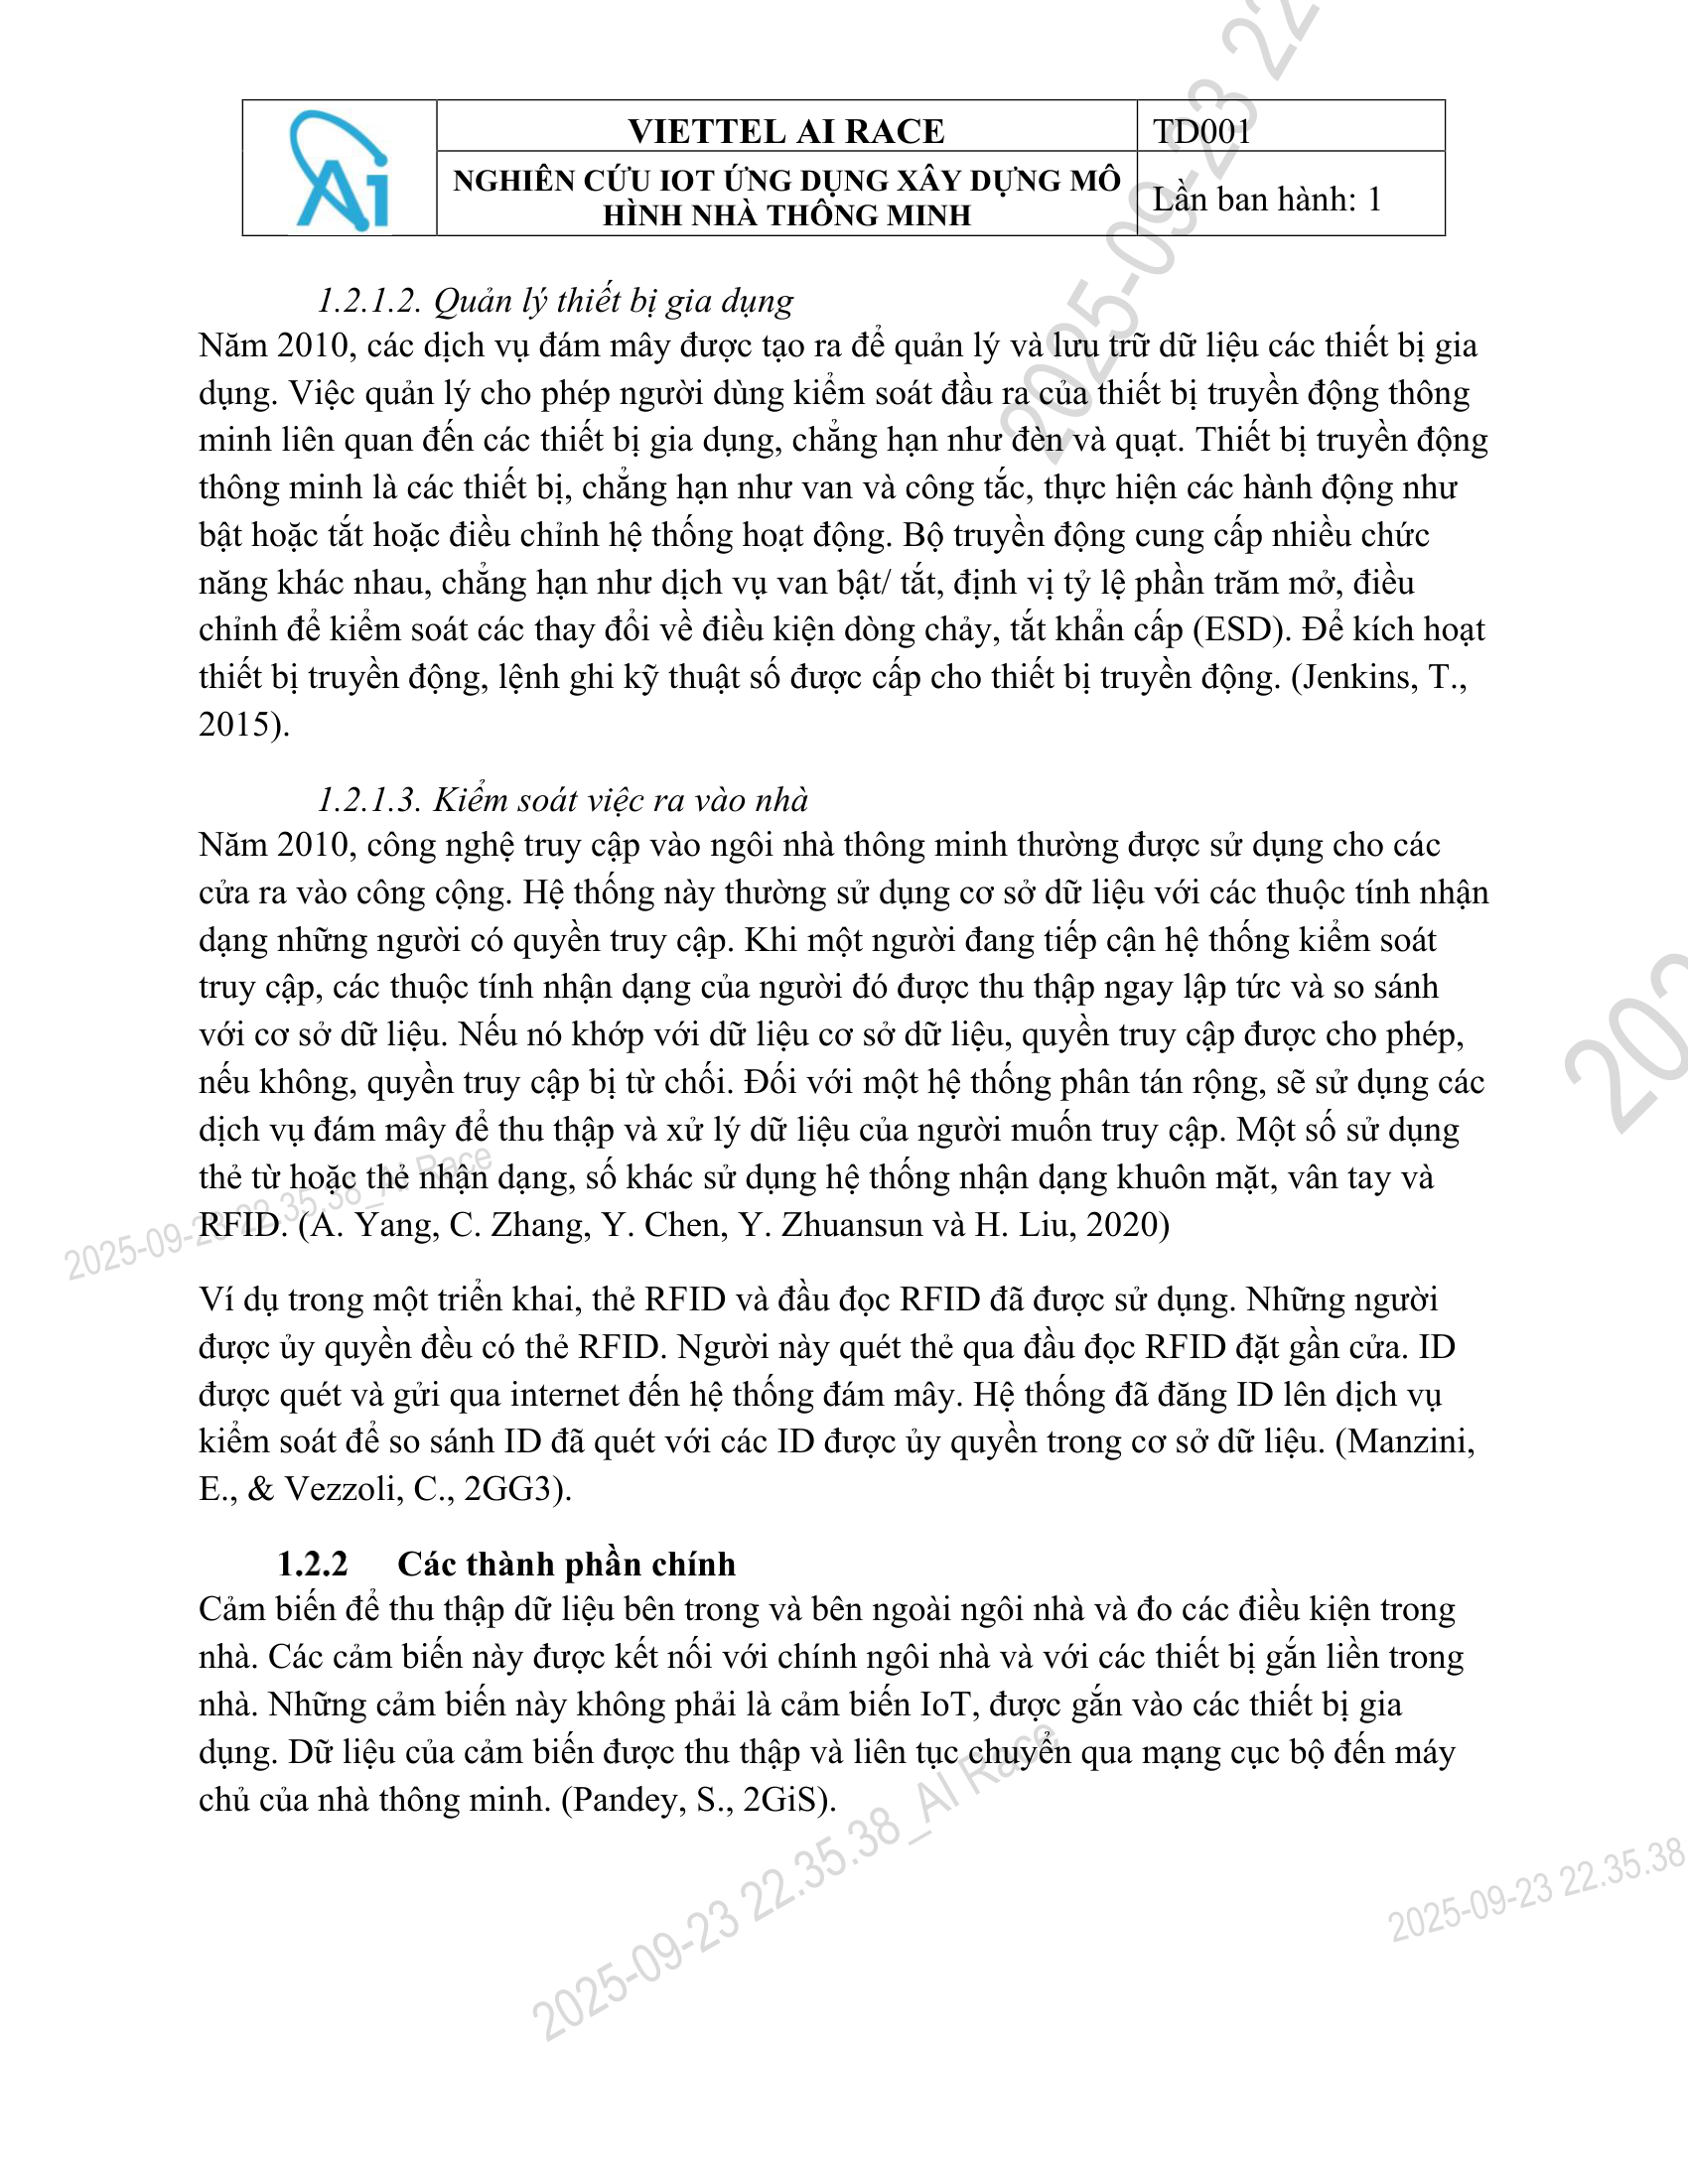 VIETTEL AI RACE
TD001
NGHIÊN CỨU IOT ỨNG DỤNG XÂY DỰNG MÔ
HÌNH NHÀ THÔNG MINH
Lần ban hành: 1
Ai
1.2.1.2. Quản lý thiết bị gia dụng
Năm 2010, các dịch vụ đám mây được tạo ra để quản lý và lưu trữ dữ liệu các thiết bị gia
dụng. Việc quản lý cho phép người dùng kiểm soát đầu ra của thiết bị truyền động thông
minh liên quan đến các thiết bị gia dụng, chẳng hạn như đèn và quạt. Thiết bị truyền động
thông minh là các thiết bị, chẳng hạn như van và công tắc, thực hiện các hành động như
bật hoặc tắt hoặc điều chỉnh hệ thống hoạt động. Bộ truyền động cung cấp nhiều chức
năng khác nhau, chẳng hạn như dịch vụ van bật/ tắt, định vị tỷ lệ phần trăm mở, điều
chỉnh để kiểm soát các thay đổi về điều kiện dòng chảy, tắt khẩn cấp (ESD). Để kích hoạt
thiết bị truyền động, lệnh ghi kỹ thuật số được cấp cho thiết bị truyền động. (Jenkins, T.,
2015).
1.2.1.3. Kiểm soát việc ra vào nhà
Năm 2010, công nghệ truy cập vào ngôi nhà thông minh thường được sử dụng cho các
cửa ra vào công cộng. Hệ thống này thường sử dụng cơ sở dữ liệu với các thuộc tính nhận
dạng những người có quyền truy cập. Khi một người đang tiếp cận hệ thống kiểm soát
truy cập, các thuộc tính nhận dạng của người đó được thu thập ngay lập tức và so sánh
với cơ sở dữ liệu. Nếu nó khớp với dữ liệu cơ sở dữ liệu, quyền truy cập được cho phép,
nếu không, quyền truy cập bị từ chối. Đối với một hệ thống phân tán rộng, sẽ sử dụng các
dịch vụ đám mây để thu thập và xử lý dữ liệu của người muốn truy cập. Một số sử dụng
thẻ từ hoặc thẻ nhận dạng, số khác sử dụng hệ thống nhận dạng khuôn mặt, vân tay và
RFID. (A. Yang, C. Zhang, Y. Chen, Y. Zhuansun và H. Liu, 2020)
Ví dụ trong một triển khai, thẻ RFID và đầu đọc RFID đã được sử dụng. Những người
được ủy quyền đều có thẻ RFID. Người này quét thẻ qua đầu đọc RFID đặt gần cửa. ID
được quét và gửi qua internet đến hệ thống đám mây. Hệ thống đã đăng ID lên dịch vụ
kiểm soát để so sánh ID đã quét với các ID được ủy quyền trong cơ sở dữ liệu. (Manzini,
E., & Vezzoli, C., 2GG3).
1.2.2 Các thành phần chính
Cảm biến để thu thập dữ liệu bên trong và bên ngoài ngôi nhà và đo các điều kiện trong
nhà. Các cảm biến này được kết nối với chính ngôi nhà và với các thiết bị gắn liền trong
nhà. Những cảm biến này không phải là cảm biến IoT, được gắn vào các thiết bị gia
dụng. Dữ liệu của cảm biến được thu thập và liên tục chuyển qua mạng cục bộ đến máy
chủ của nhà thông minh. (Pandey, S., 2GiS).
2025-09-23 22
202
2025-09-23 22.35.38_AI Race
2025-09-23 22.35.38_AI Race
2025-09-23 22.35.38